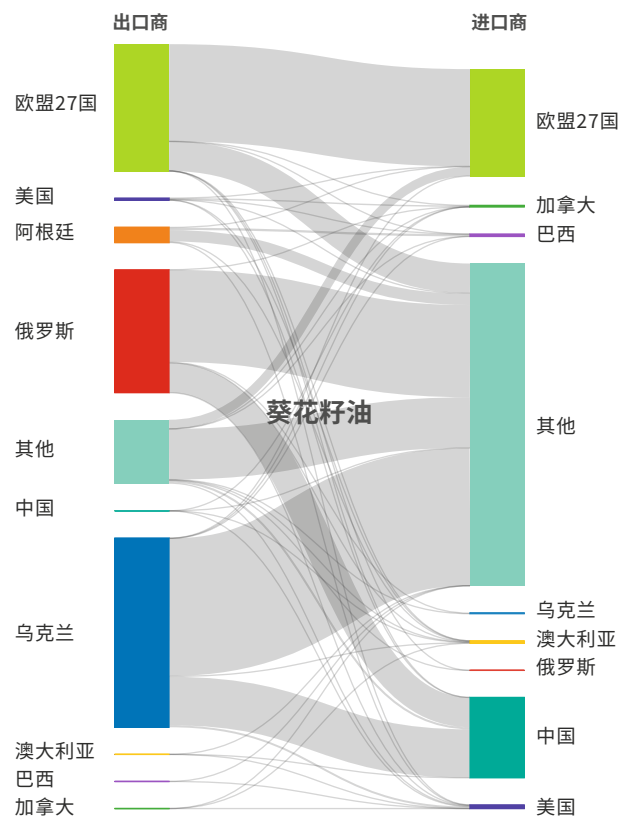 出口商
进口商
欧盟27国
美国
阿根廷
俄罗斯
其他
中国
乌克兰
澳大利亚
巴西
加拿大
葵花籽油
欧盟27国
加拿大
巴西
其他
乌克兰
澳大利亚
俄罗斯
中国
美国